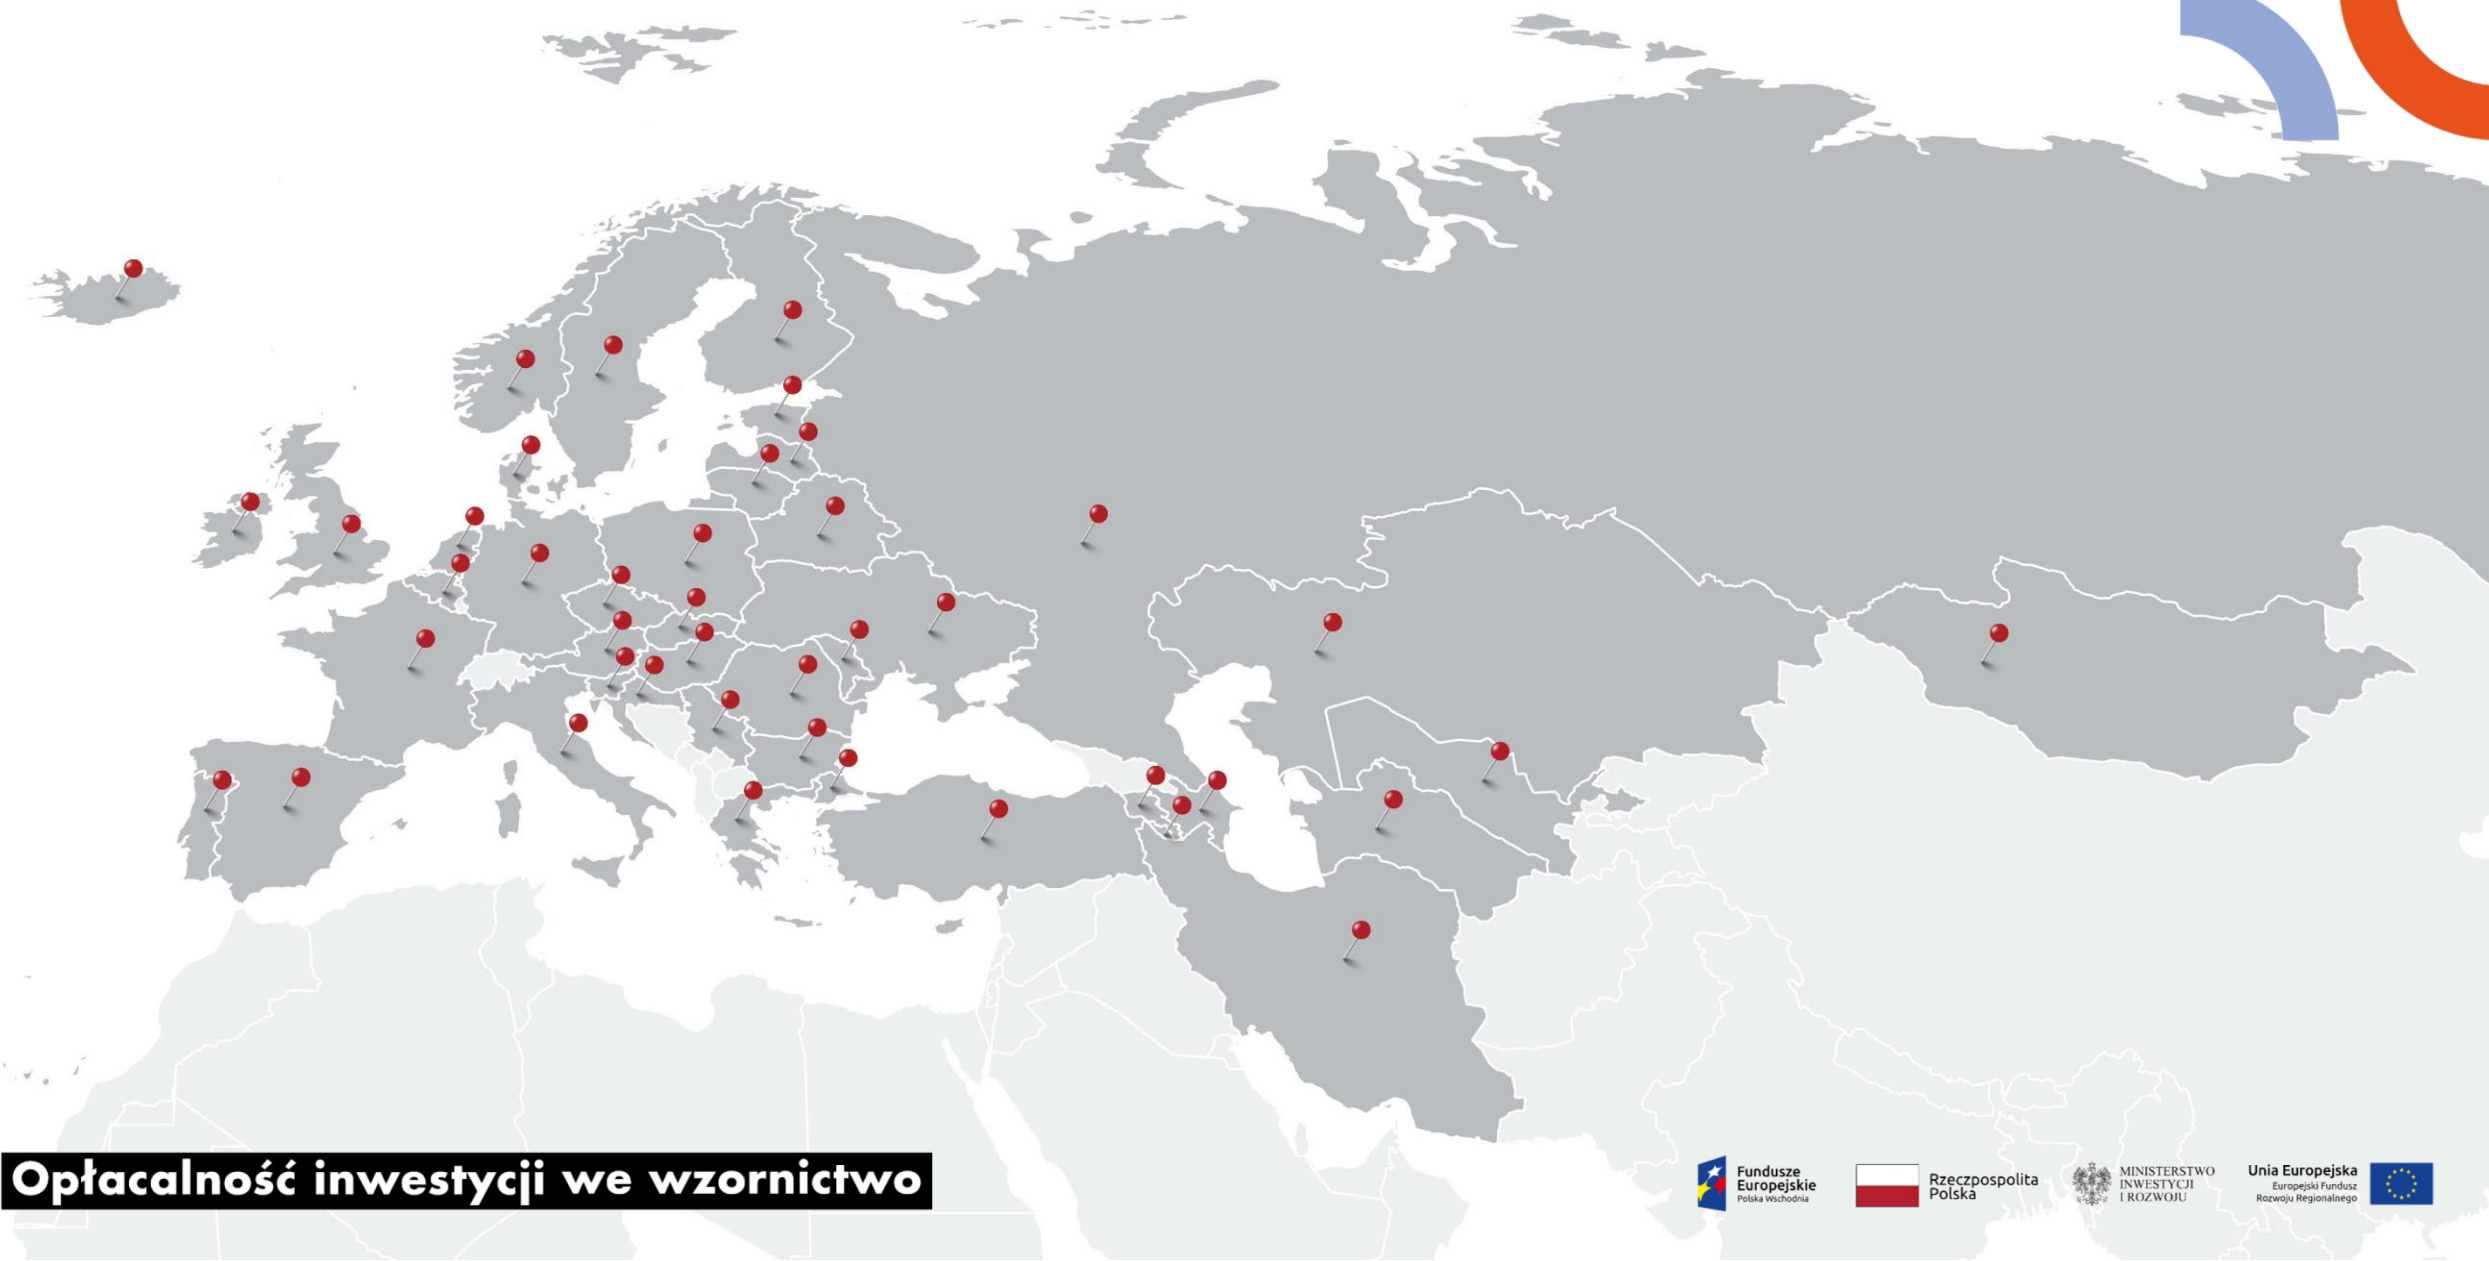 Opłacalność inwestycji we wzornictwo
Fundusze
Europejskie
Polska Wschodnia
Rzeczpospolita
Polska
MINISTERSTWO
INWESTYCJI
I ROZWOJU
Unia Europejska
Europejski Fundusz
Rozwoju Regionalnego